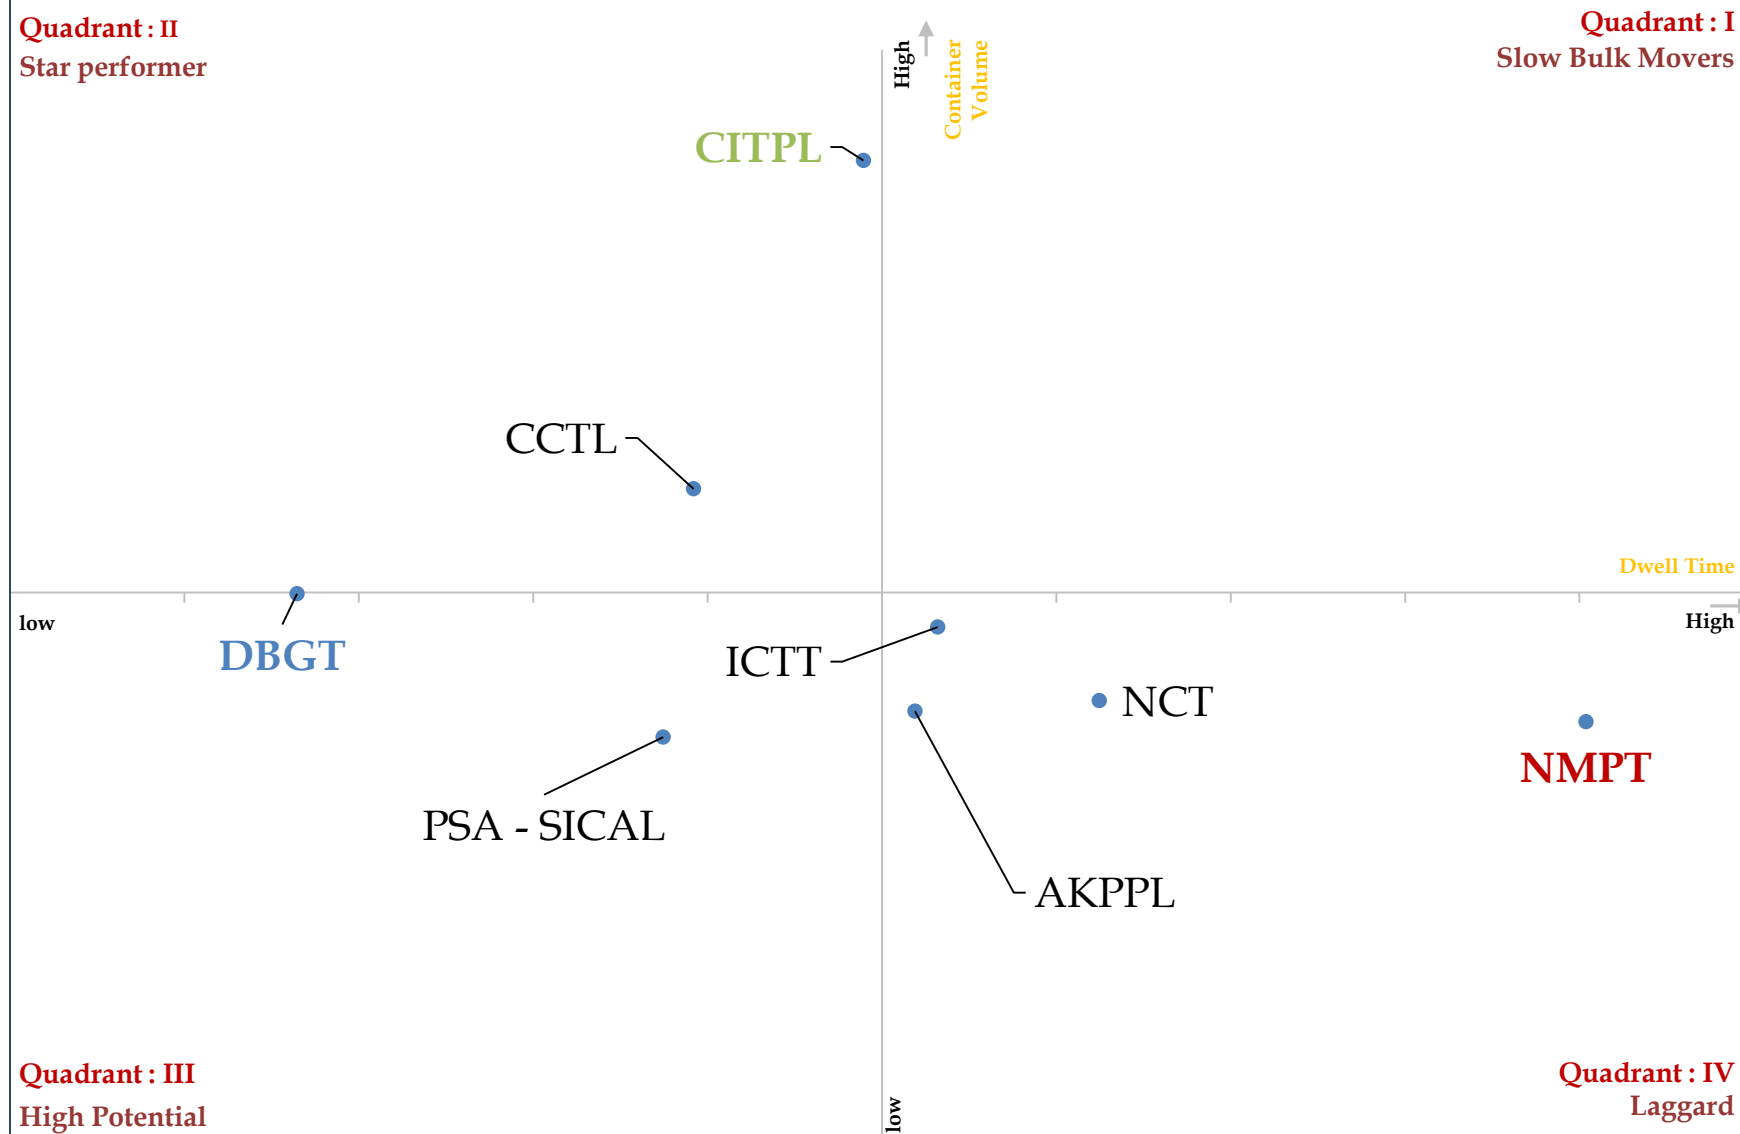 Quadrant : II
Star performer
Quadrant : I
Slow Bulk Movers
High
Container
Volume
CITPL
CCTL
Dwell Time
low
High
DBGT
ICTT
NCT
NMPT
PSA - SICAL
AKPPL
Quadrant : III
High Potential
Quadrant : IV
Laggard
low